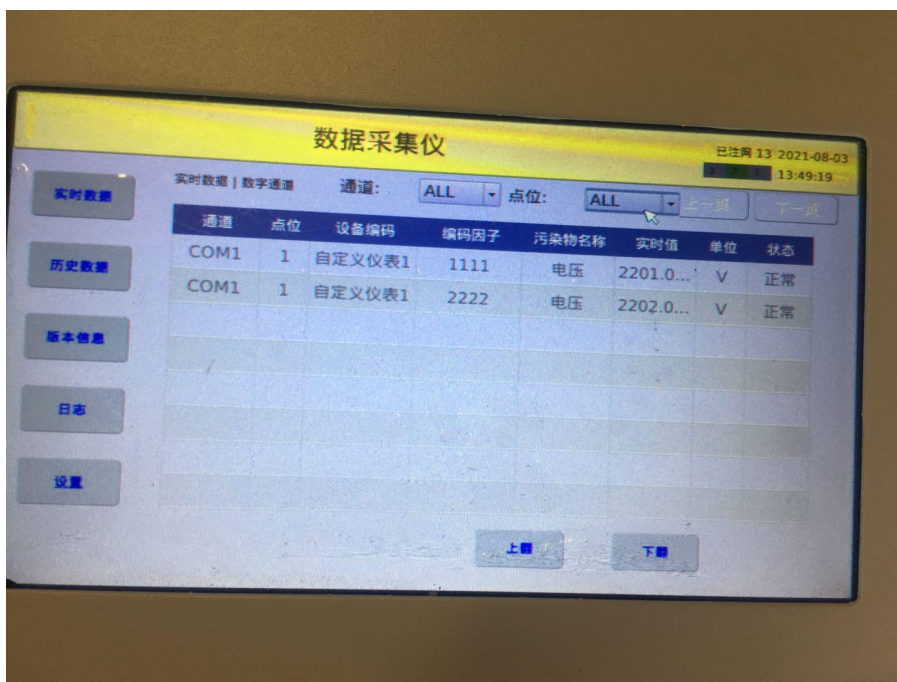 数据采集仪
已注网 13 2021-08-03
1 2 3 13:49:19
实时数据 | 数字通道 通道: ALL 点位: ALL 上一页 下一页
通道 点位 设备编码 编码因子 污染物名称 实时值 单位 状态
COM1 1 自定义仪表1 1111 电压 2201.0... V 正常
COM1 1 自定义仪表1 2222 电压 2202.0... V 正常
实时数据
历史数据
版本信息
日志
设置
上翻 下翻